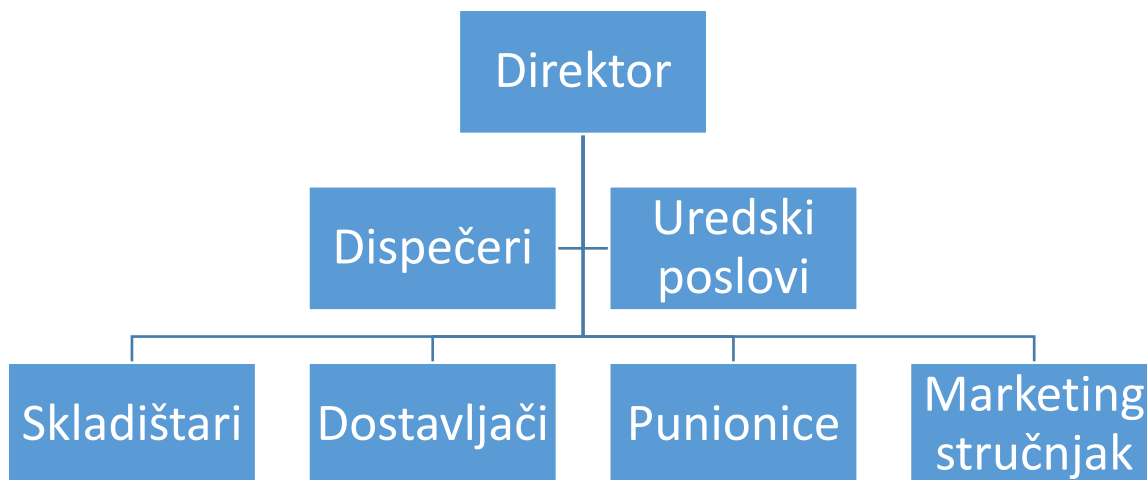 Direktor
Dispečeri
Uredski
poslovi
Skladištari
Dostavljači
Punionice
Marketing
stručnjak